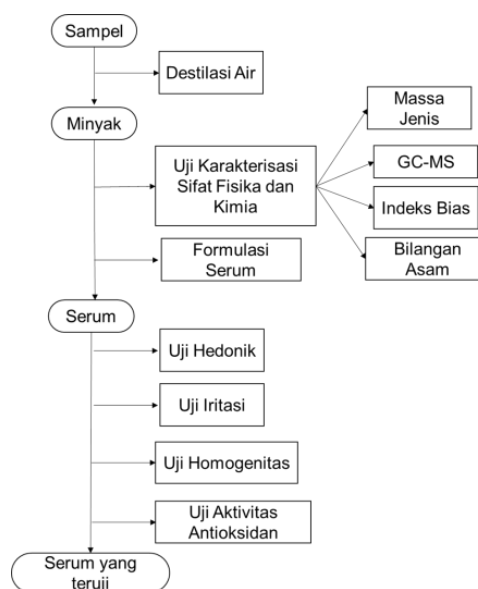 Sampel
Destilasi Air
Minyak
Uji Karakterisasi
Sifat Fisika dan
Kimia
Massa
Jenis
GC-MS
Indeks Bias
Bilangan
Asam
Formulasi
Serum
Serum
Uji Hedonik
Uji Iritasi
Uji Homogenitas
Uji Aktivitas
Antioksidan
Serum yang
teruji